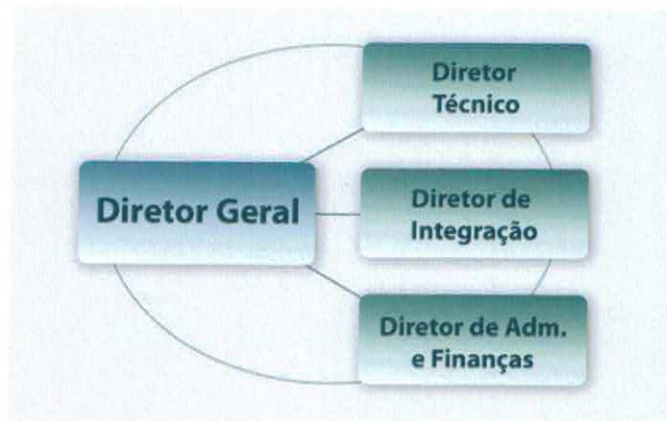 Diretor
Técnico
Diretor Geral
Diretor de
Integração
Diretor de Adm.
e Finanças